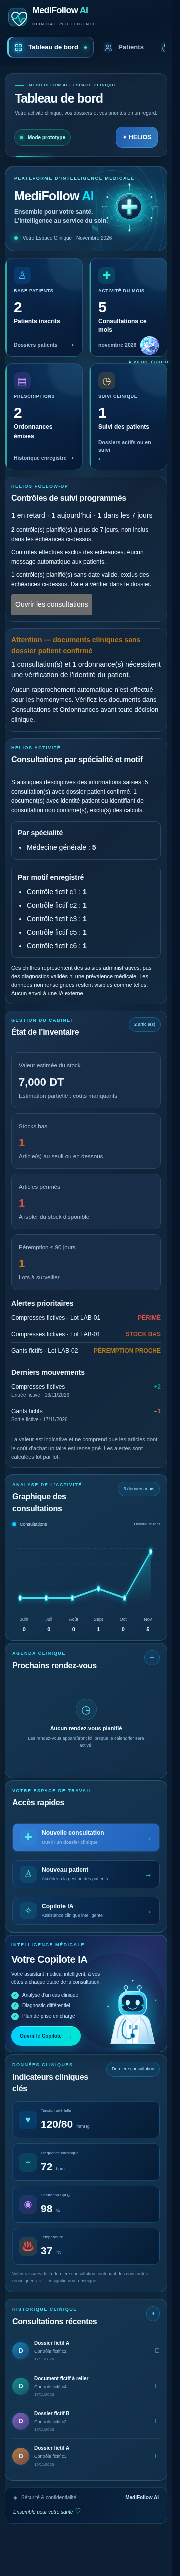 MediFollow AI
CLINICAL INTELLIGENCE
Tableau de bord
Patients
MEDIFOLLOW AI / ESPACE CLINIQUE
Tableau de bord
Votre activité clinique, vos dossiers et vos priorités en un regard.
Mode prototype
HELIOS
PLATEFORME D'INTELLIGENCE MÉDICALE
MediFollow AI
Ensemble pour votre santé.
L'intelligence au service du soin.
Votre Espace Clinique · Novembre 2026
BASE PATIENTS
2
Patients inscrits
Dossiers patients
ACTIVITÉ DU MOIS
5
Consultations ce
mois
novembre 2026
À VOTRE ÉCOUTE
PRESCRIPTIONS
2
Ordonnances
émises
Historique enregistré
SUIVI CLINIQUE
1
Suivi des patients
Dossiers actifs ou en
suivi
HELIOS FOLLOW-UP
Contrôles de suivi programmés
1 en retard · 1 aujourd'hui · 1 dans les 7 jours
2 contrôle(s) planifié(s) à plus de 7 jours, non inclus
dans les échéances ci-dessus.
Contrôles effectués exclus des échéances. Aucun
message automatique aux patients.
1 contrôle(s) planifié(s) sans date valide, exclus des
échéances ci-dessus. Date à vérifier dans le dossier.
Ouvrir les consultations
Attention — documents cliniques sans
dossier patient confirmé
1 consultation(s) et 1 ordonnance(s) nécessitent
une vérification de l'identité du patient.
Aucun rapprochement automatique n'est effectué
pour les homonymes. Vérifiez les documents dans
Consultations et Ordonnances avant toute décision
clinique.
HELIOS ACTIVITÉ
Consultations par spécialité et motif
Statistiques descriptives des informations saisies :5
consultation(s) avec dossier patient confirmé. 1
document(s) avec identité patient ou identifiant de
consultation non confirmé(s), exclu(s) des calculs.
Par spécialité
• Médecine générale : 5
Par motif enregistré
• Contrôle fictif c1 : 1
• Contrôle fictif c2 : 1
• Contrôle fictif c3 : 1
• Contrôle fictif c5 : 1
• Contrôle fictif c6 : 1
Ces chiffres représentent des saisies administratives, pas
des diagnostics validés ni une prévalence médicale. Les
données non renseignées restent visibles comme telles.
Aucun envoi à une IA externe.
GESTION DU CABINET
État de l'inventaire
2 article(s)
Valeur estimée du stock
7,000 DT
Estimation partielle : coûts manquants
Stocks bas
1
Article(s) au seuil ou en dessous
Articles périmés
1
À isoler du stock disponible
Péremption ≤ 90 jours
1
Lots à surveiller
Alertes prioritaires
Compresses fictives · Lot LAB-01 PÉRIMÉ
Compresses fictives · Lot LAB-01 STOCK BAS
Gants fictifs · Lot LAB-02 PÉREMPTION PROCHE
Derniers mouvements
Compresses fictives +2
Entrée fictive · 16/11/2026
Gants fictifs −1
Sortie fictive · 17/11/2026
La valeur est indicative et ne comprend que les articles dont
le coût d'achat unitaire est renseigné. Les alertes sont
calculées lot par lot.
ANALYSE DE L'ACTIVITÉ
Graphique des
consultations
6 derniers mois
Consultations
Historique réel
Juin Juil Août Sept Oct Nov
0 0 0 1 0 5
AGENDA CLINIQUE
Prochains rendez-vous
Aucun rendez-vous planifié
Les rendez-vous apparaîtront ici lorsque le calendrier sera
activé.
VOTRE ESPACE DE TRAVAIL
Accès rapides
Nouvelle consultation
Ouvrir un dossier clinique
Nouveau patient
Accéder à la gestion des patients
Copilote IA
Assistance clinique intelligente
INTELLIGENCE MÉDICALE
Votre Copilote IA
Votre assistant médical intelligent, à vos
côtés à chaque étape de la consultation.
Analyse d'un cas clinique
Diagnostic différentiel
Plan de prise en charge
Ouvrir le Copilote
DONNÉES CLINIQUES
Indicateurs cliniques
clés
Dernière consultation
Tension artérielle
120/80 mmHg
Fréquence cardiaque
72 bpm
Saturation SpO₂
98 %
Température
37 °C
Valeurs issues de la dernière consultation contenant des constantes
renseignées. « — » signifie non renseigné.
HISTORIQUE CLINIQUE
Consultations récentes
D
Dossier fictif A
Contrôle fictif c1
17/11/2026
D
Document fictif à relier
Contrôle fictif c4
17/11/2026
D
Dossier fictif B
Contrôle fictif c2
D
Dossier fictif A
Contrôle fictif c3
Sécurité & confidentialité
MediFollow AI
Ensemble pour votre santé ♡